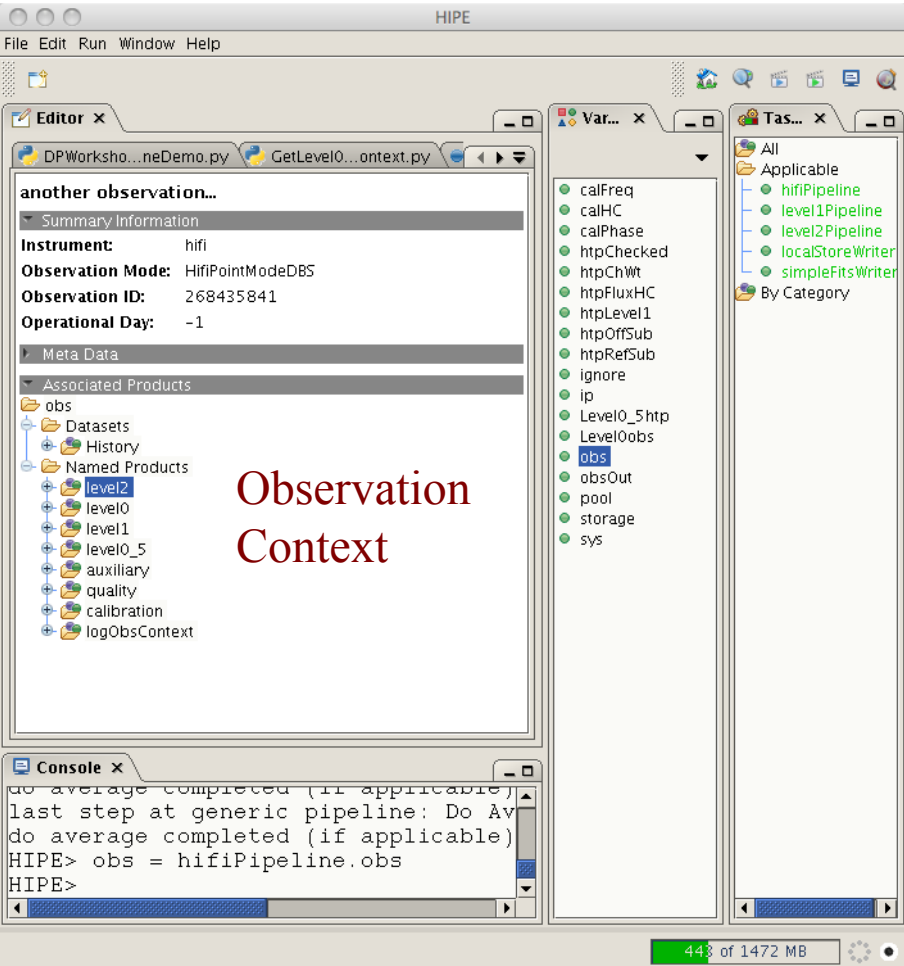 HIPE
File Edit Run Window Help
Editor
DPWorksho...neDemo.py
GetLevel0...ontext.py
another observation...
Summary Information
Instrument: hifi
Observation Mode: HifiPointModeDBS
Observation ID: 268435841
Operational Day: -1
Meta Data
Associated Products
obs
Datasets
History
Named Products
level2
level0
level1
level0_5
auxiliary
quality
calibration
logObsContext
Observation
Context
Console
do average completed (if applicable)
last step at generic pipeline: Do Av
do average completed (if applicable)
HIPE> obs = hifiPipeline.obs
HIPE>
Var...
calFreq
calHC
calPhase
htpChecked
htpChWt
htpFluxHC
htpLevel1
htpOffSub
htpRefSub
ignore
ip
Level0_5htp
Level0obs
obs
obsOut
pool
storage
sys
Tas...
All
Applicable
hifiPipeline
level1Pipeline
level2Pipeline
localStoreWriter
simpleFitsWriter
By Category
443 of 1472 MB